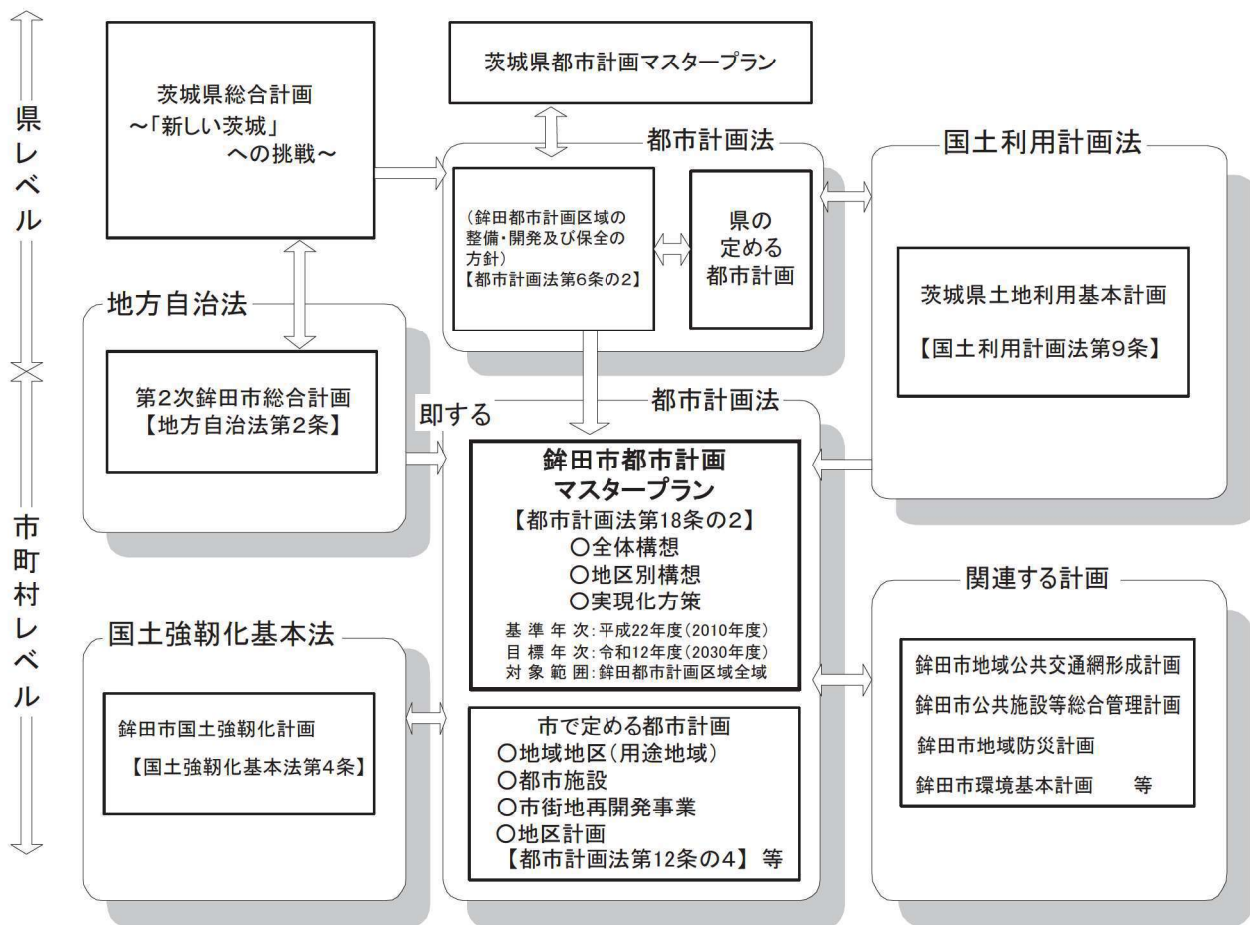 県レベル
市町村レベル
茨城県総合計画
～「新しい茨城」
への挑戦～
茨城県都市計画マスタープラン
都市計画法
(鉾田都市計画区域の
整備・開発及び保全の
方針)
【都市計画法第6条の2】
県の
定める
都市計画
国土利用計画法
茨城県土地利用基本計画
【国土利用計画法第9条】
地方自治法
第2次鉾田市総合計画
【地方自治法第2条】
即する
都市計画法
鉾田市都市計画
マスタープラン
【都市計画法第18条の2】
○全体構想
○地区別構想
○実現化方策
基準年次:平成22年度(2010年度)
目標年次:令和12年度(2030年度)
対象範囲:鉾田都市計画区域全域
市で定める都市計画
○地域地区(用途地域)
○都市施設
○市街地再開発事業
○地区計画
【都市計画法第12条の4】等
国土強靭化基本法
鉾田市国土強靭化計画
【国土強靭化基本法第4条】
関連する計画
鉾田市地域公共交通網形成計画
鉾田市公共施設等総合管理計画
鉾田市地域防災計画
鉾田市環境基本計画 等